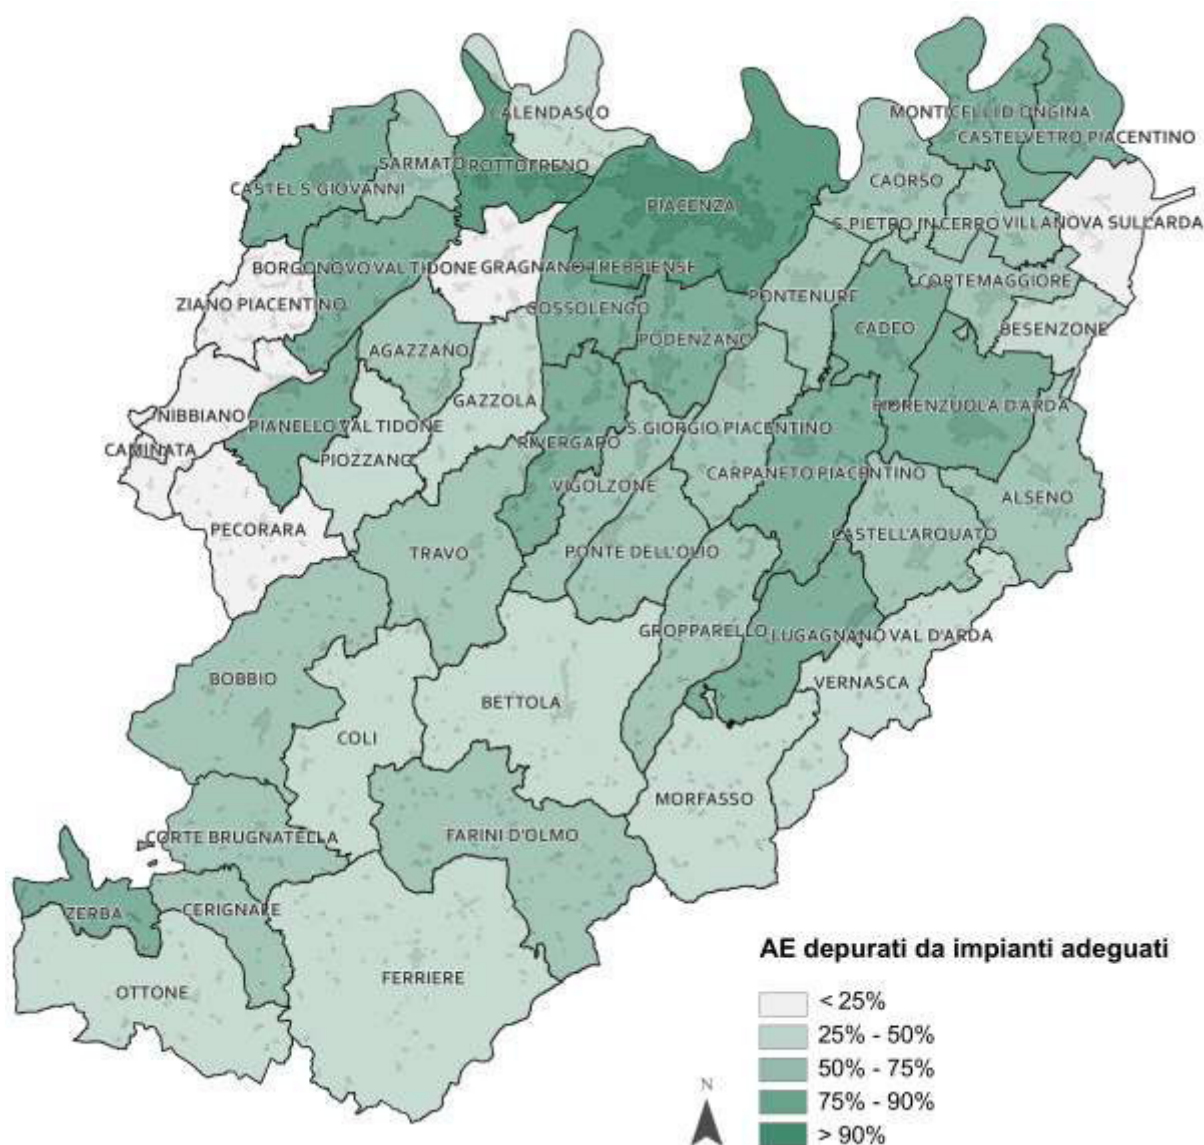 CALENDASCO
MONTICELLI D'ONGINA
CASTELVETRO PIACENTINO
SARMATO
ROTTOFRENO
CASTEL S.GIOVANNI
CAORSO
PIACENZA
S.PIETRO IN CERRO
VILLANOVA SULL'ARDA
BORGONOVO VAL TIDONE
GRAGNANO TREBBIENSE
ZIANO PIACENTINO
CORTEMAGGIORE
PONTENURE
GOSSOLENGO
CADEO
BESENZONE
PODENZANO
AGAZZANO
GAZZOLA
FIORENZUOLA D'ARDA
NIBBIANO
PIANELLO VAL TIDONE
S.GIORGIO PIACENTINO
RIVERGARO
CAMINATA
PIOZZANO
CARPANETO PIACENTINO
VIGOLZONE
ALSENO
PECORARA
CASTELL'ARQUATO
TRAVO
PONTE DELL'OLIO
GROPPARELLO
LUGAGNANO VAL D'ARDA
BOBBIO
VERNASCA
BETTOLA
COLI
MORFASSO
CORTE BRUGNATELLA
FARINI D'OLMO
ZERBA
CERIGNALE
FERRIERE
OTTONE
AE depurati da impianti adeguati
< 25%
25% - 50%
50% - 75%
75% - 90%
> 90%
N